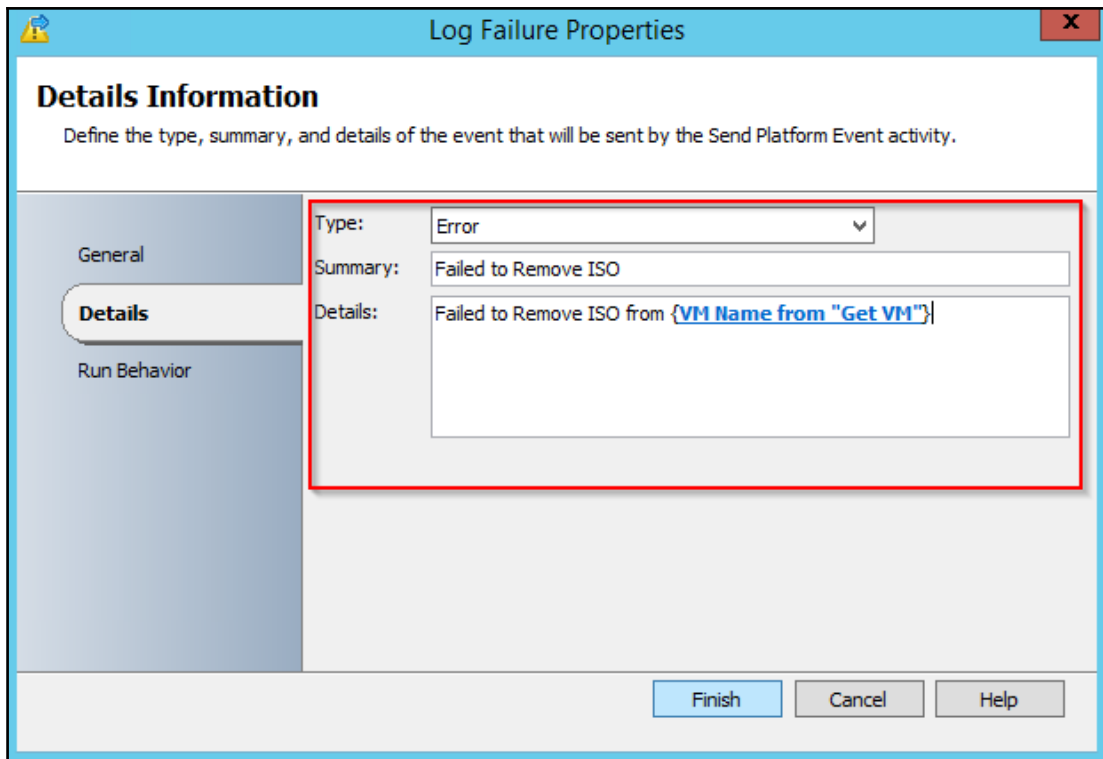 Log Failure Properties
x
Details Information
Define the type, summary, and details of the event that will be sent by the Send Platform Event activity.
General
Details
Run Behavior
Type:
Error
Summary:
Failed to Remove ISO
Details:
Failed to Remove ISO from {VM Name from "Get VM"}
Finish
Cancel
Help